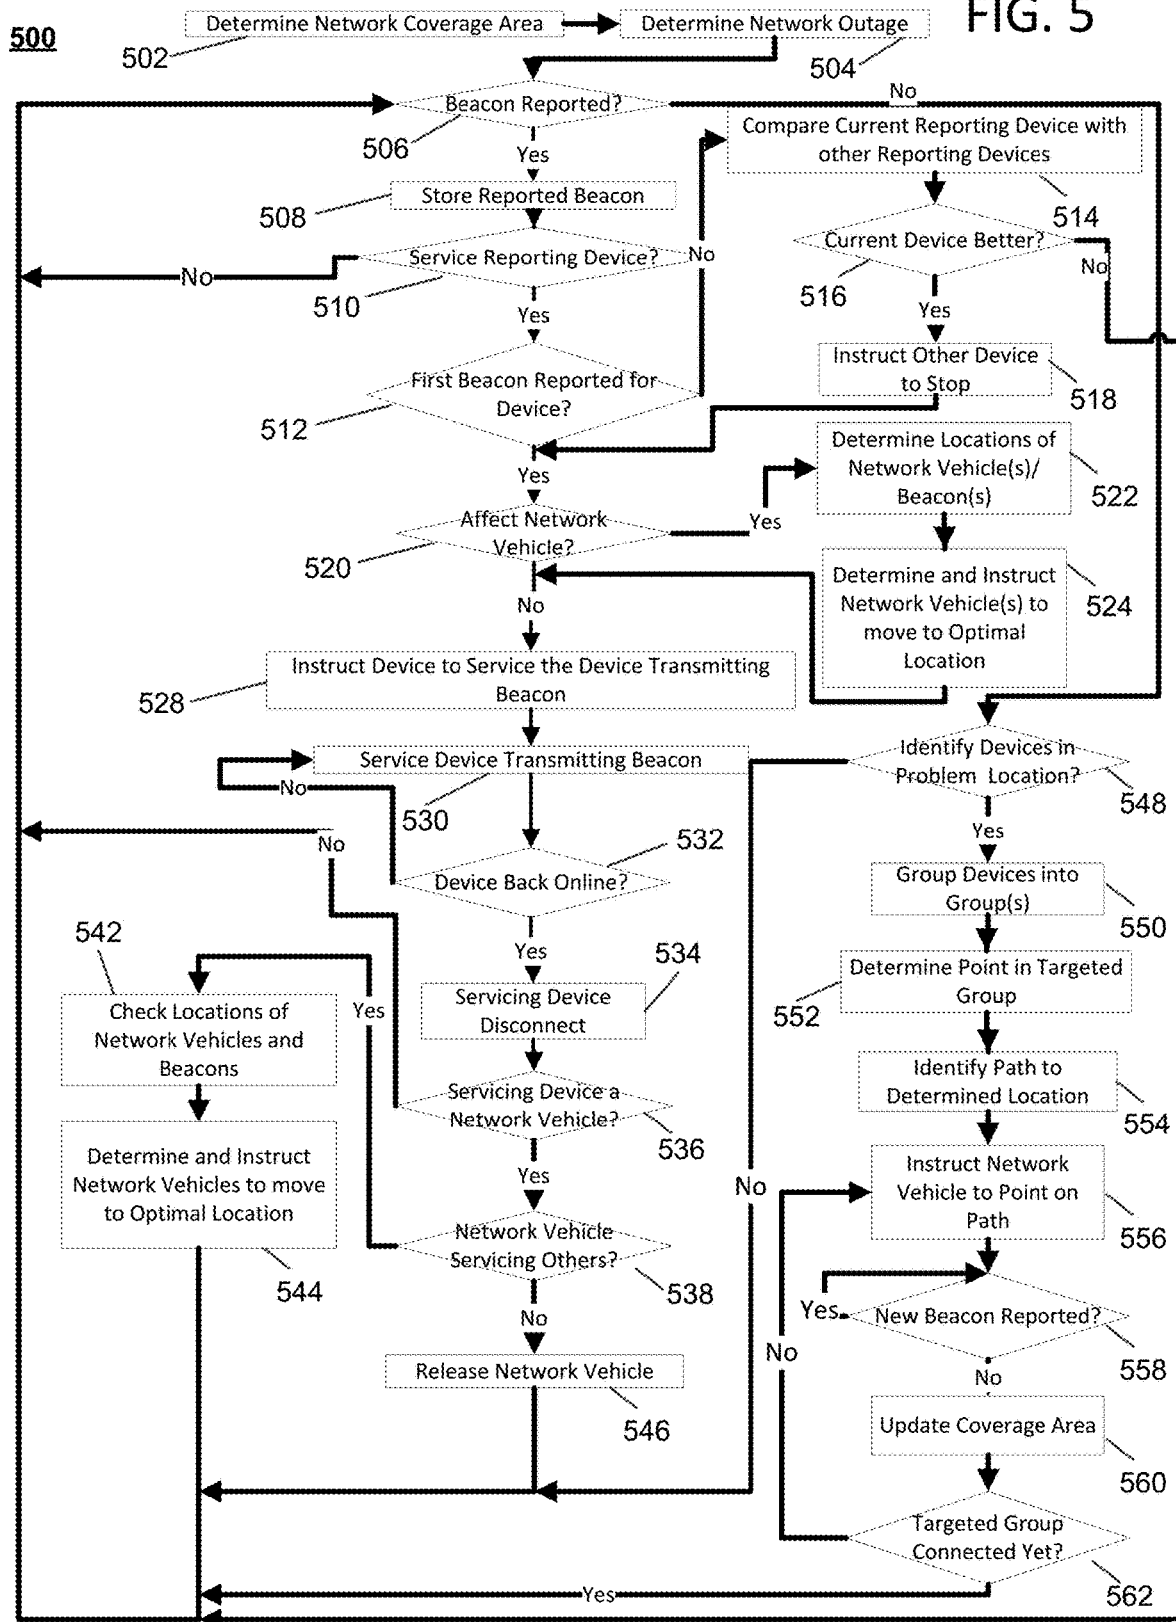 FIG. 5
500
Determine Network Coverage Area
502
Determine Network Outage
504
Beacon Reported?
506
No
Yes
Store Reported Beacon
508
Service Reporting Device?
510
No
Yes
First Beacon Reported for
Device?
512
No
Compare Current Reporting Device with
other Reporting Devices
514
Current Device Better?
516
No
Yes
Instruct Other Device
to Stop
518
Yes
Affect Network
Vehicle?
520
Yes
Determine Locations of
Network Vehicle(s)/
Beacon(s)
522
Determine and Instruct
Network Vehicle(s) to
move to Optimal
Location
524
No
Instruct Device to Service the Device Transmitting
Beacon
528
Service Device Transmitting Beacon
530
No
Device Back Online?
532
Yes
Servicing Device
Disconnect
534
Servicing Device a
Network Vehicle?
536
No
Yes
Network Vehicle
Servicing Others?
538
Yes
Check Locations of
Network Vehicles and
Beacons
542
Determine and Instruct
Network Vehicles to move
to Optimal Location
544
No
Release Network Vehicle
546
Identify Devices in
Problem Location?
548
No
Yes
Group Devices into
Group(s)
550
Determine Point in Targeted
Group
552
Identify Path to
Determined Location
554
Instruct Network
Vehicle to Point on
Path
556
New Beacon Reported?
558
Yes
No
Update Coverage Area
560
Targeted Group
Connected Yet?
562
No
Yes